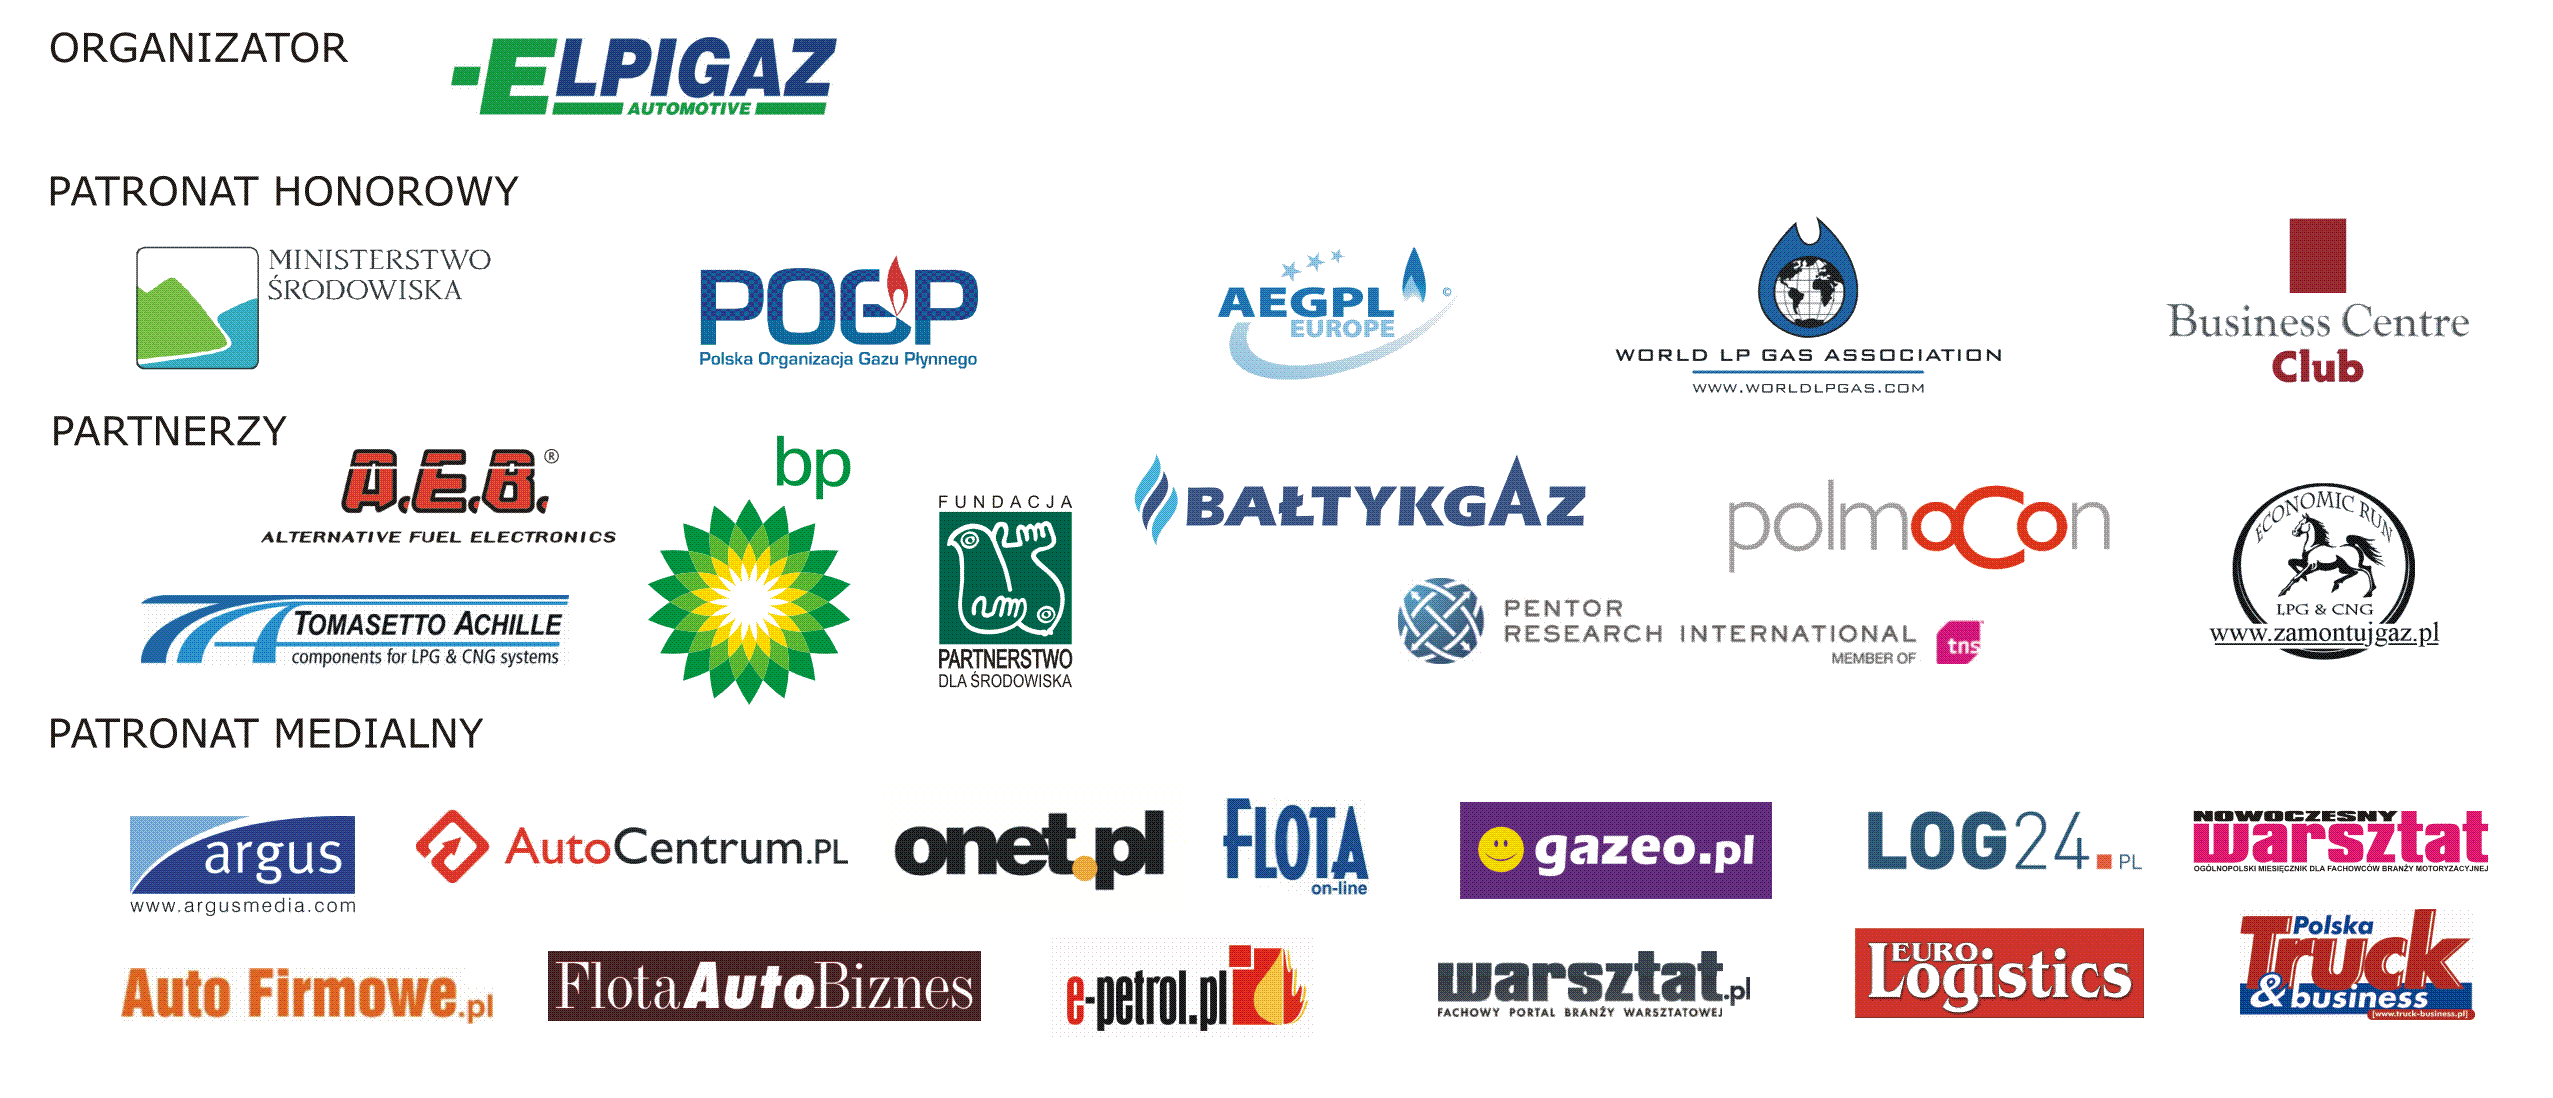 ORGANIZATOR
ELPIGAZ
AUTOMOTIVE
PATRONAT HONOROWY
MINISTERSTWO
ŚRODOWISKA
POGP
Polska Organizacja Gazu Płynnego
AEGPL ©
EUROPE
WORLD LP GAS ASSOCIATION
WWW.WORLDLPGAS.COM
Business Centre
Club
PARTNERZY
A.E.B.®
ALTERNATIVE FUEL ELECTRONICS
TOMASETTO ACHILLE
components for LPG & CNG systems
bp
FUNDACJA
PARTNERSTWO
DLA ŚRODOWISKA
BAŁTYKGAZ
polmoCon
PENTOR
RESEARCH INTERNATIONAL
MEMBER OF tns
ECONOMIC RUN
LPG & CNG
www.zamontujgaz.pl
PATRONAT MEDIALNY
argus
www.argusmedia.com
AutoCentrum.PL
onet.pl
FLOTA
on-line
gazeo.pl
LOG24.PL
NOWOCZESNY
warsztat
OGÓLNOPOLSKI MIESIĘCZNIK DLA FACHOWCÓW BRANŻY MOTORYZACYJNEJ
Auto Firmowe.pl
FlotaAutoBiznes
e-petrol.pl
warsztat.pl
FACHOWY PORTAL BRANŻY WARSZTATOWEJ
EURO
Logistics
Polska
Truck
& business
[www.truck-business.pl]